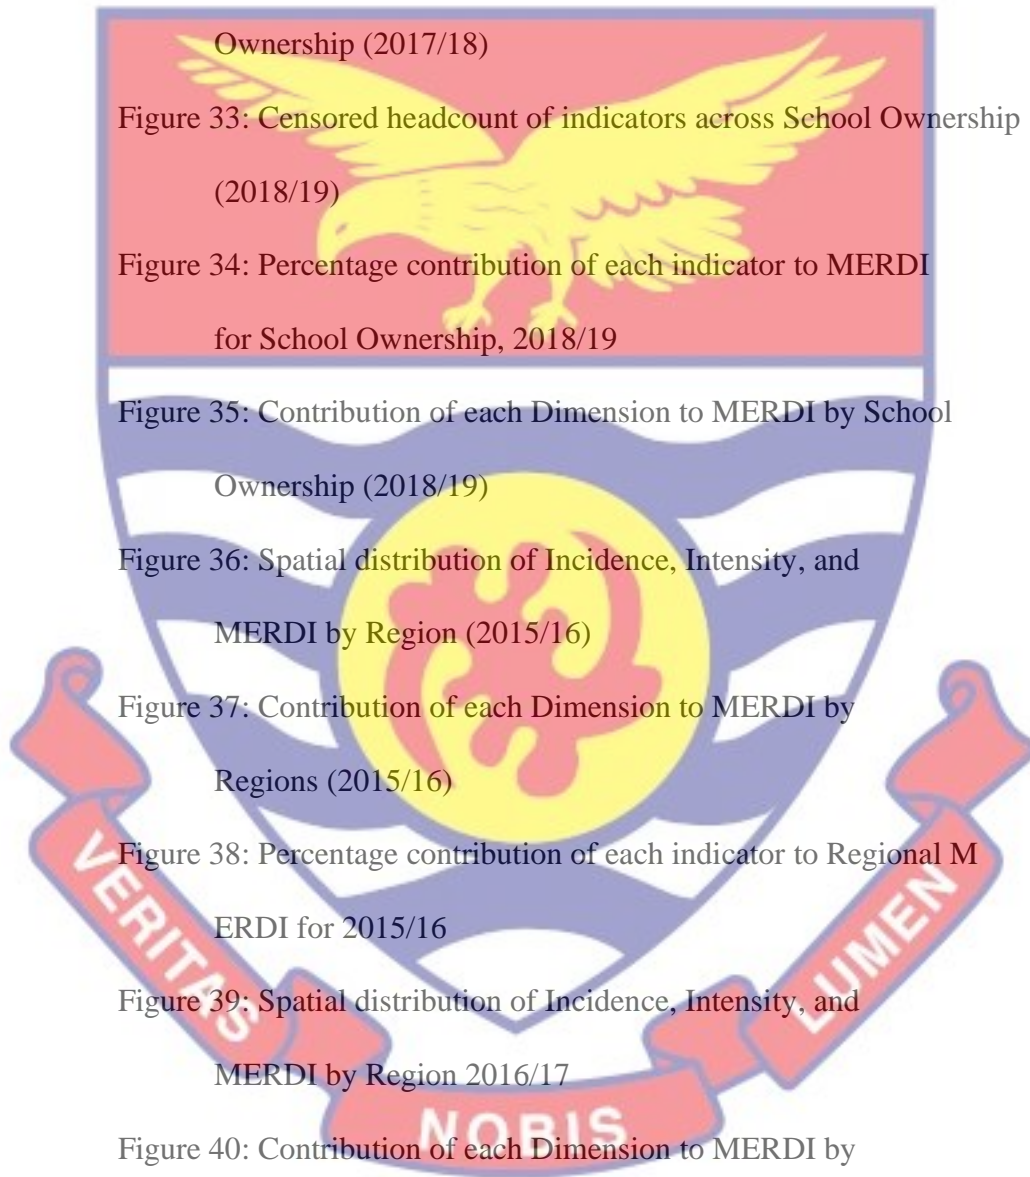 Ownership (2017/18)
Figure 33: Censored headcount of indicators across School Ownership
(2018/19)
Figure 34: Percentage contribution of each indicator to MERDI
for School Ownership, 2018/19
Figure 35: Contribution of each Dimension to MERDI by School
Ownership (2018/19)
Figure 36: Spatial distribution of Incidence, Intensity, and
MERDI by Region (2015/16)
Figure 37: Contribution of each Dimension to MERDI by
Regions (2015/16)
Figure 38: Percentage contribution of each indicator to Regional M
ERDI for 2015/16
Figure 39: Spatial distribution of Incidence, Intensity, and
MERDI by Region 2016/17
Figure 40: Contribution of each Dimension to MERDI by
VERITAS
NOBIS
LUMEN